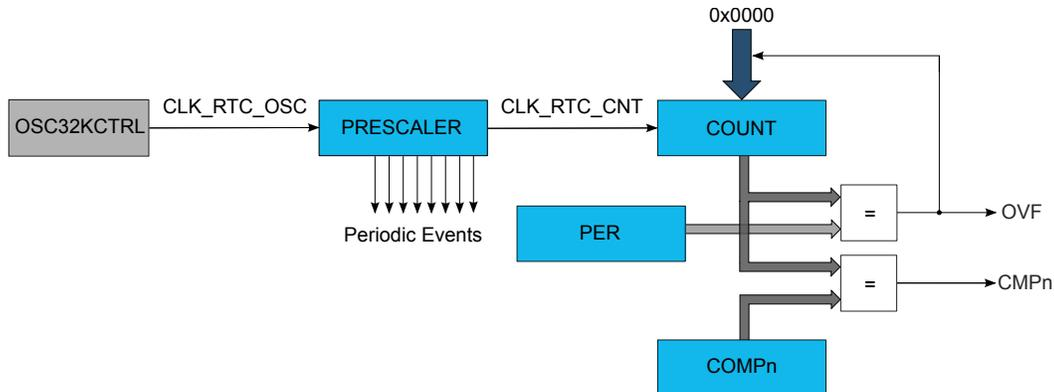 0x0000
CLK_RTC_OSC
CLK_RTC_CNT
OSC32KCTRL
PRESCALER
COUNT
Periodic Events
PER
=
OVF
=
CMPn
COMPn